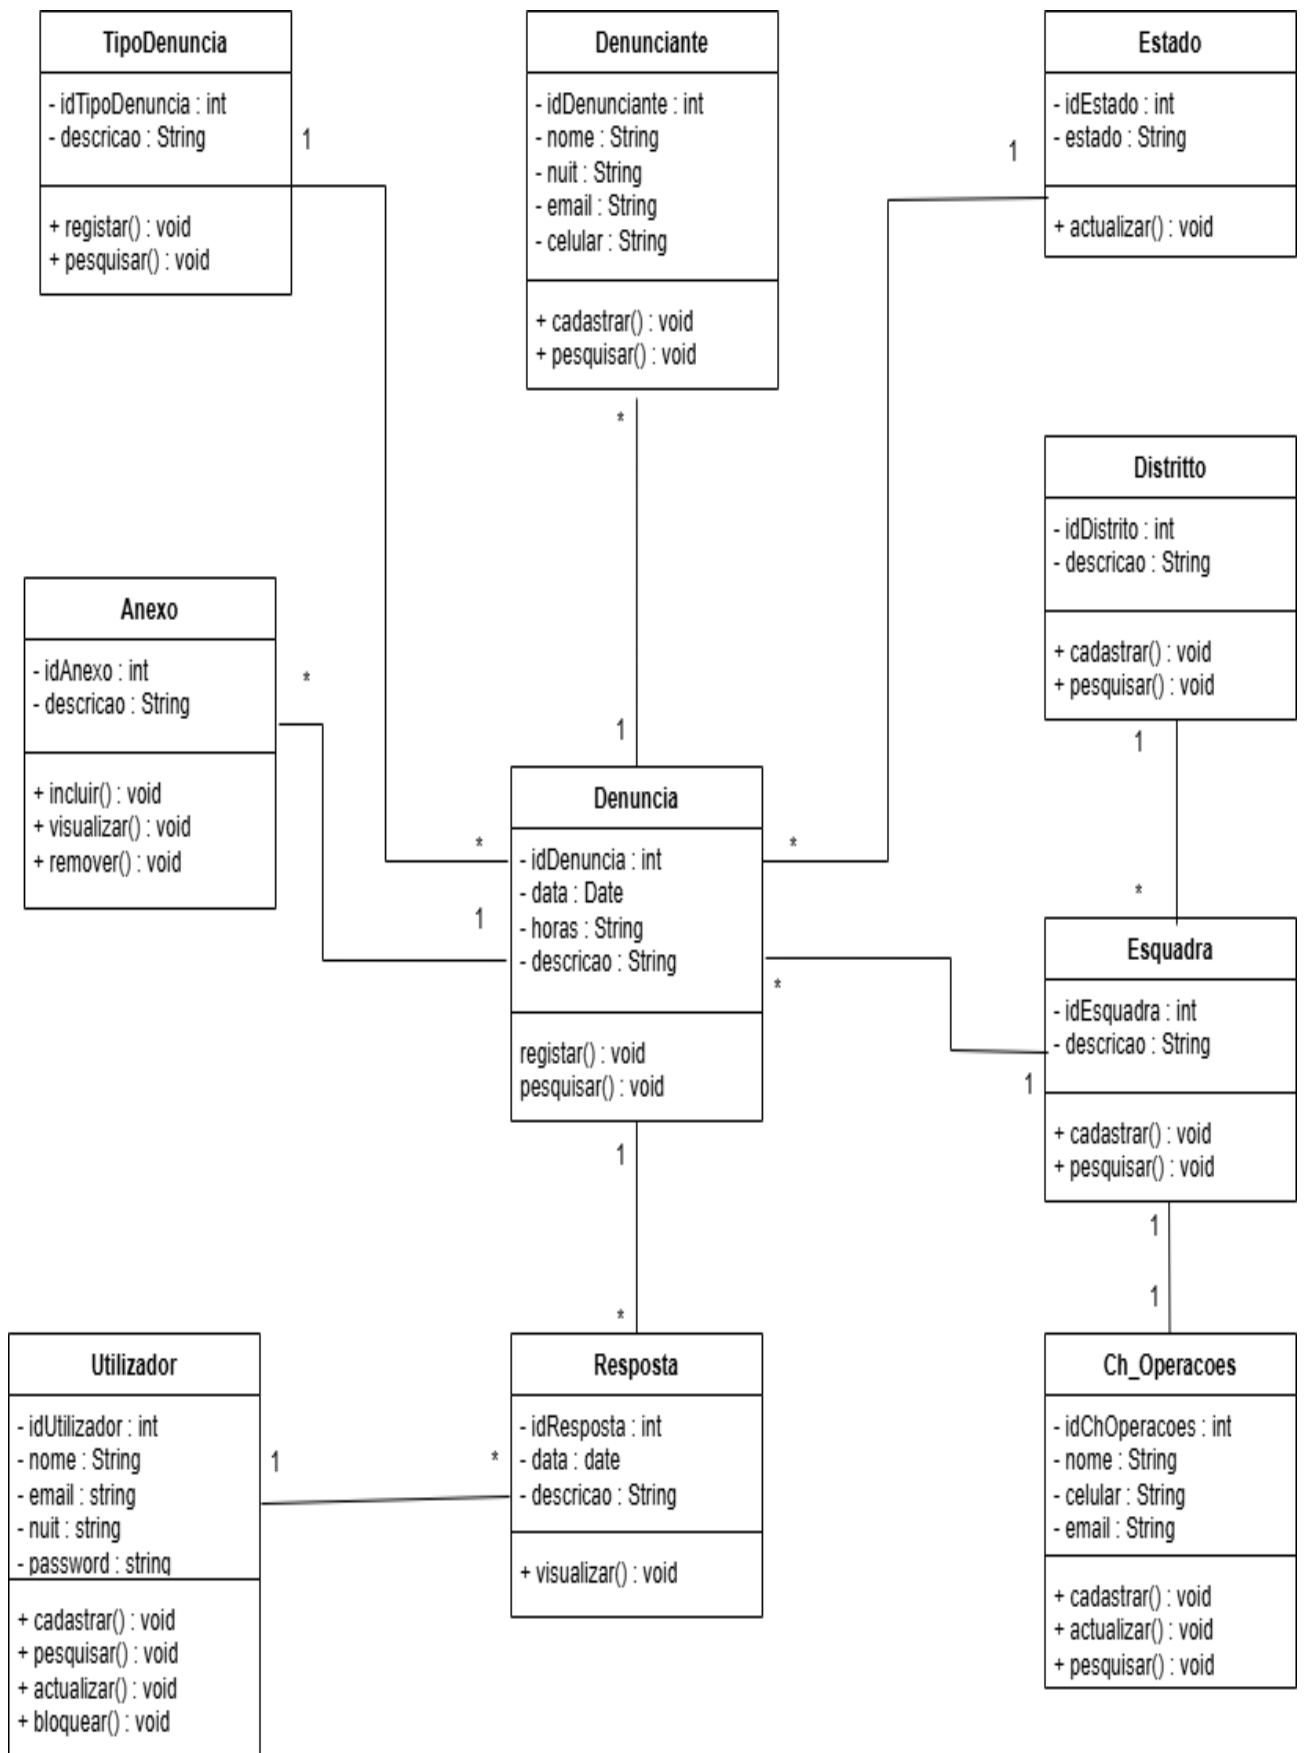 TipoDenuncia
- idTipoDenuncia : int
- descricao : String
+ registar() : void
+ pesquisar() : void
1
Denunciante
- idDenunciante : int
- nome : String
- nuit : String
- email : String
- celular : String
+ cadastrar() : void
+ pesquisar() : void
*
1
Estado
- idEstado : int
- estado : String
+ actualizar() : void
1
Distritto
- idDistrito : int
- descricao : String
+ cadastrar() : void
+ pesquisar() : void
1
*
Anexo
- idAnexo : int
- descricao : String
+ incluir() : void
+ visualizar() : void
+ remover() : void
*
*
1
Denuncia
- idDenuncia : int
- data : Date
- horas : String
- descricao : String
registar() : void
pesquisar() : void
*
*
1
*
Esquadra
- idEsquadra : int
- descricao : String
+ cadastrar() : void
+ pesquisar() : void
1
1
1
Utilizador
- idUtilizador : int
- nome : String
- email : string
- nuit : string
- password : string
+ cadastrar() : void
+ pesquisar() : void
+ actualizar() : void
+ bloquear() : void
1
*
Resposta
- idResposta : int
- data : date
- descricao : String
+ visualizar() : void
Ch_Operacoes
- idChOperacoes : int
- nome : String
- celular : String
- email : String
+ cadastrar() : void
+ actualizar() : void
+ pesquisar() : void